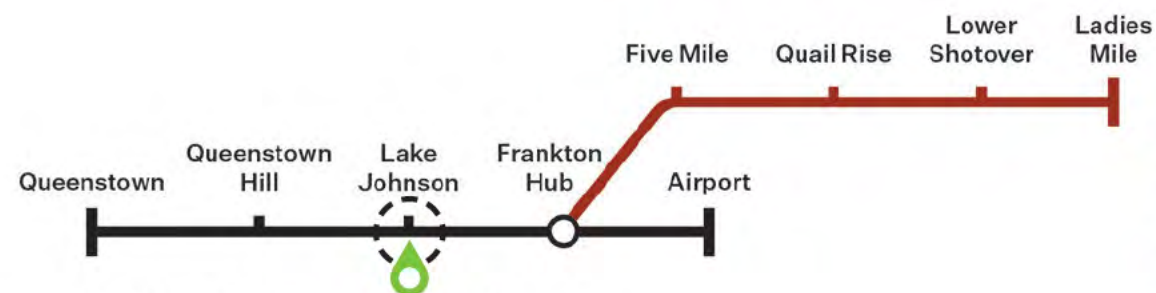 Five Mile
Quail Rise
Lower
Shotover
Ladies
Mile
Queenstown
Queenstown
Hill
Lake
Johnson
Frankton
Hub
Airport